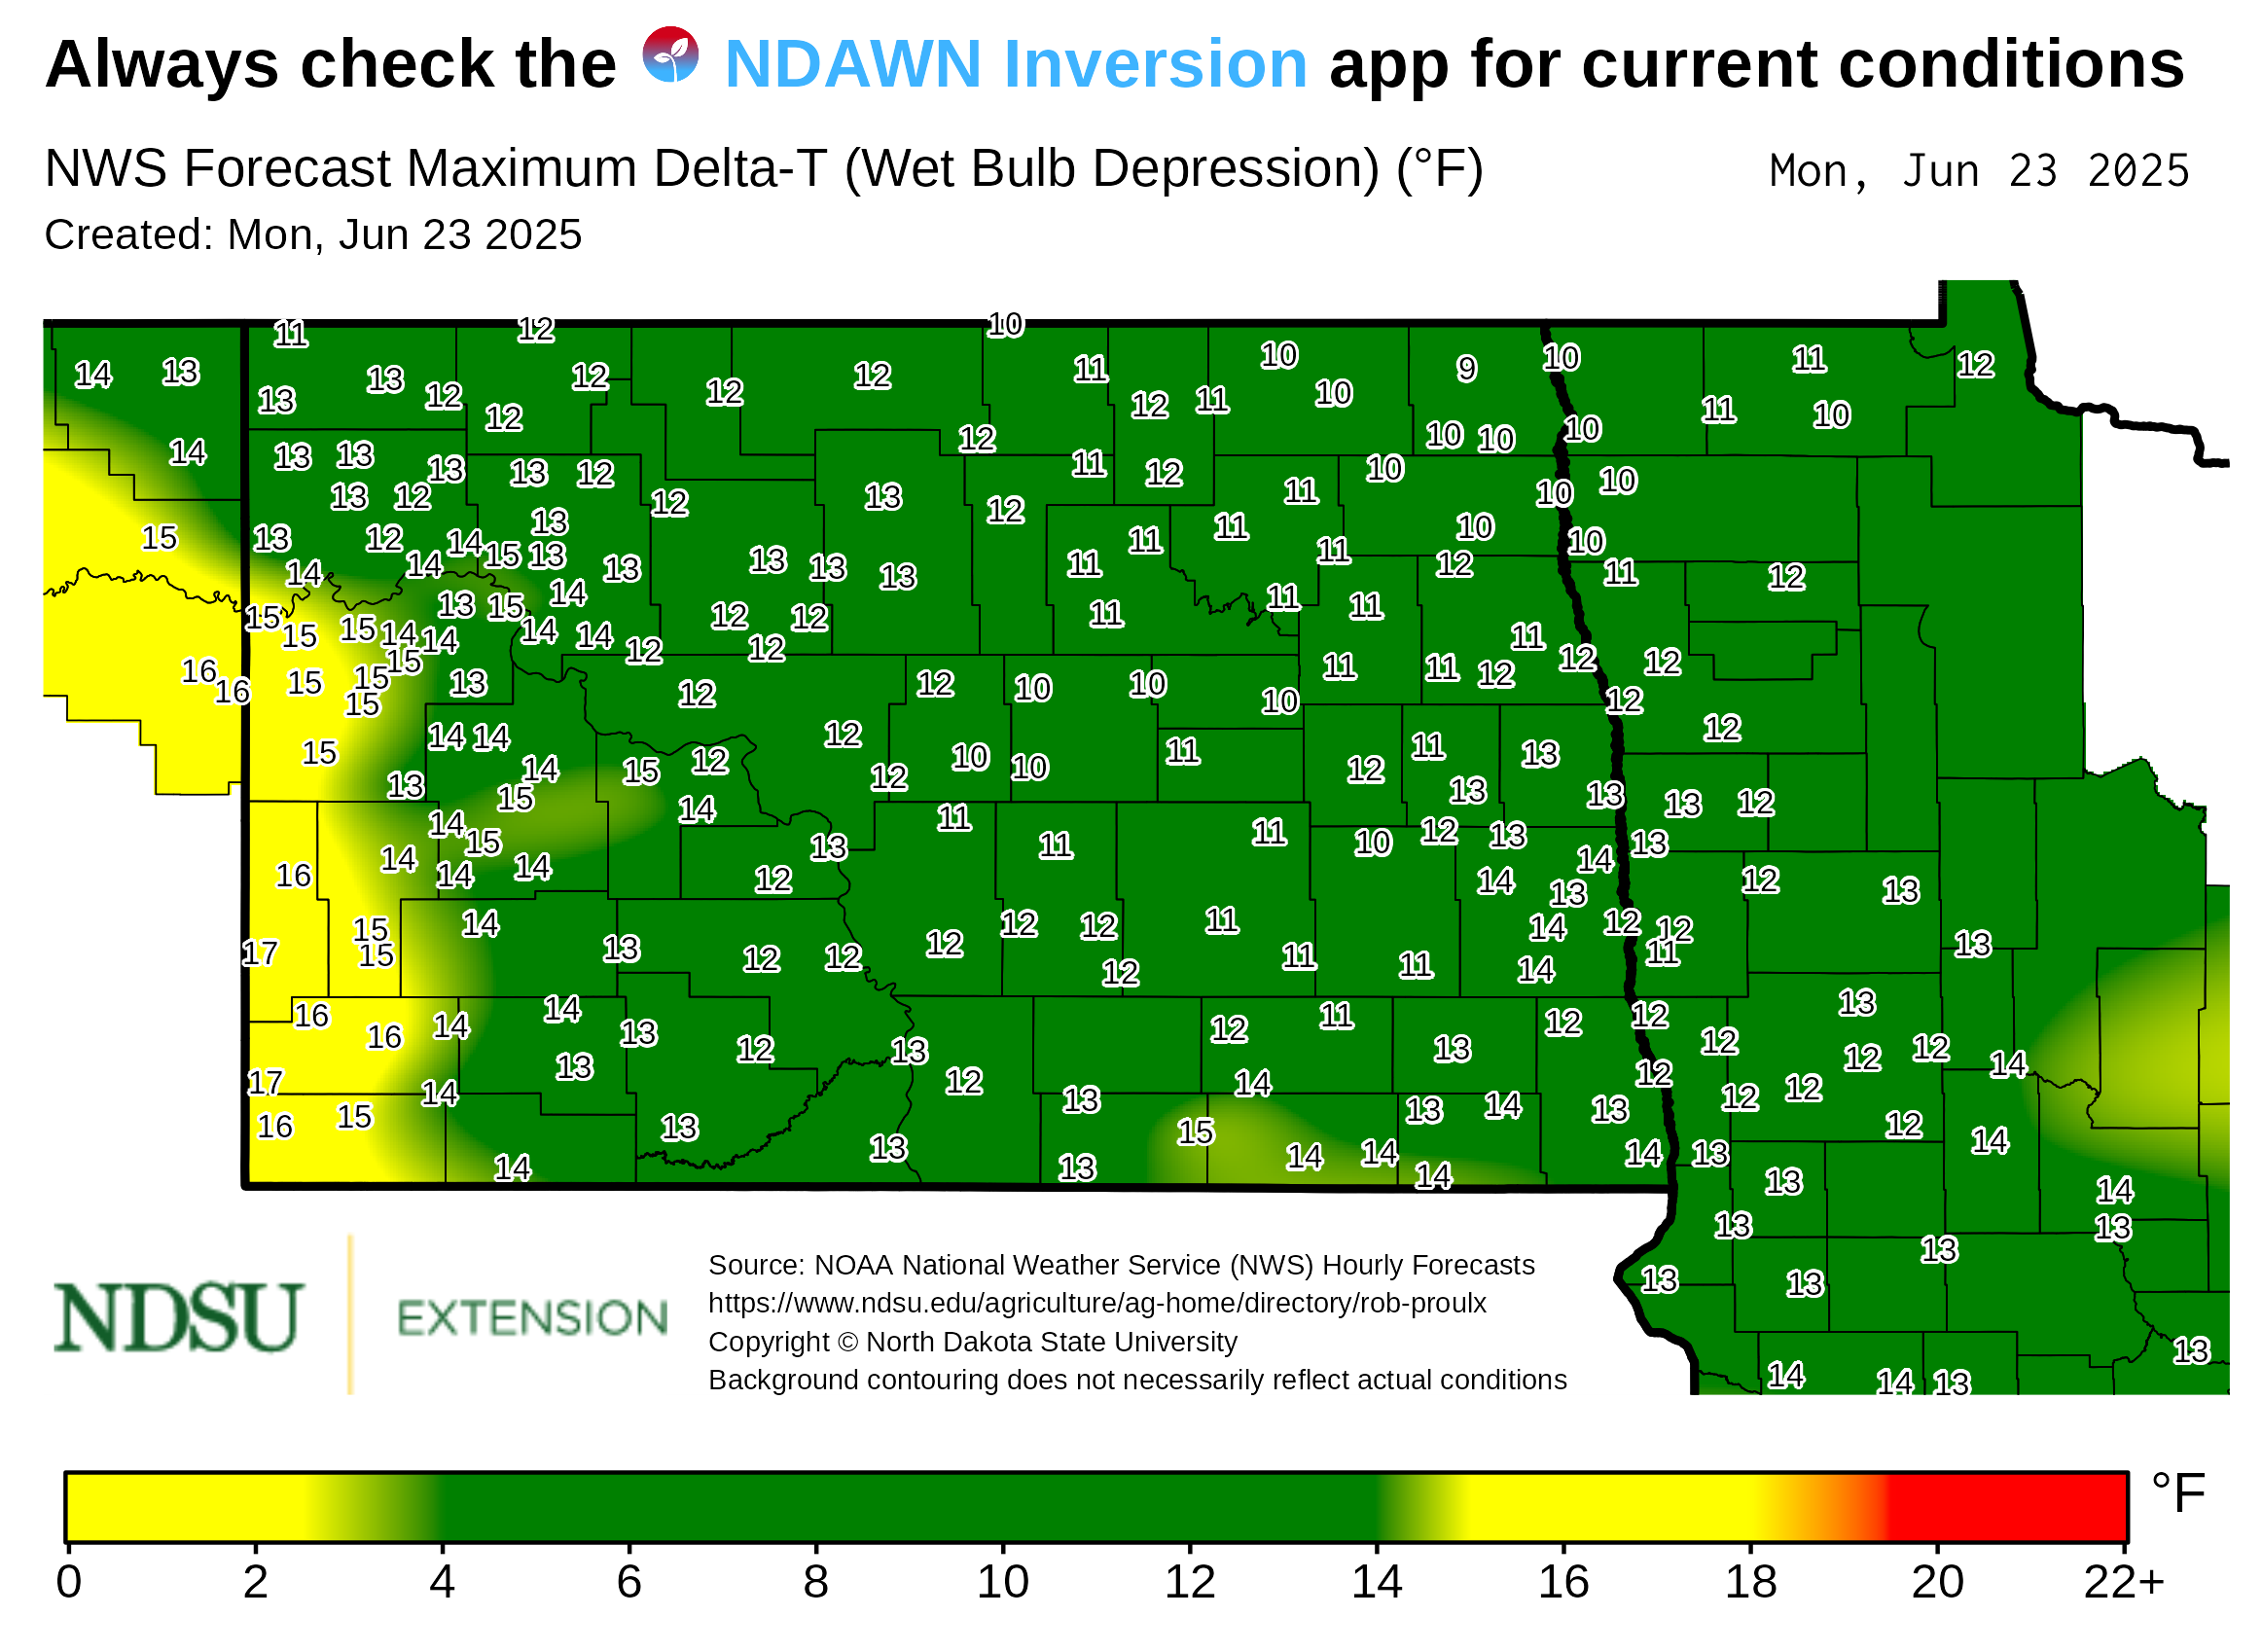 Always check the NDAWN Inversion app for current conditions
NWS Forecast Maximum Delta-T (Wet Bulb Depression) (°F) Mon, Jun 23 2025
Created: Mon, Jun 23 2025
11 12 10
14 13 13 12 12 11 10 9 10 11 12
13 12 12 12 12 11 10 11 10
12 12 10 10 10
14 13 13 13 13 12 11 12 10 10
13 12 12 13 12 11 10
15 13 12 14 13 11 11 10 10
14 14 15 13 13 13 13 13 11 11 12 11 12
15 13 15 14 12 12 11 11 11
15 15 14 14 14 14 12 12 11 12 12
16 16 15 15 15 15 13 12 12 10 10 10 11 11 12 12
15 14 14 12 12 10 10 11 12 11 13 12
13 14 15 15 12 14 12 11 13 13 13 12
14 15 14 14 14 13 12 11 11 10 12 13 14 13
16 14 13 12 13
17 15 15 14 13 12 12 12 12 12 12 11 11 11 14 14 12 12 11 13
16 16 14 14 13 12 13 12 12 11 13 12 12 12 13 12 12 14
17 14 13 12 13 14 13 14 13 12 12 12 12
16 15 14 13 13 13 15 14 14 14 14 13 14
13 14 13
13 13 13 13
14 14 13 13
NDSU EXTENSION
Source: NOAA National Weather Service (NWS) Hourly Forecasts
https://www.ndsu.edu/agriculture/ag-home/directory/rob-proulx
Copyright © North Dakota State University
Background contouring does not necessarily reflect actual conditions
°F
0 2 4 6 8 10 12 14 16 18 20 22+